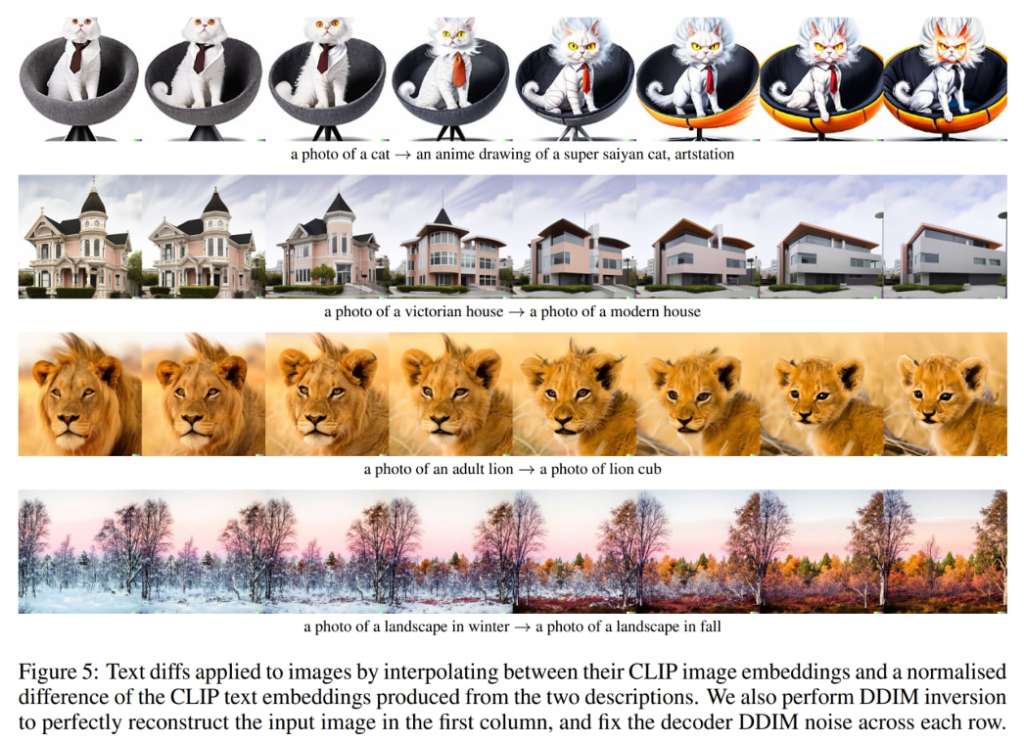 a photo of a cat → an anime drawing of a super saiyan cat, artstation
a photo of a victorian house → a photo of a modern house
a photo of an adult lion → a photo of lion cub
a photo of a landscape in winter → a photo of a landscape in fall
Figure 5: Text diffs applied to images by interpolating between their CLIP image embeddings and a normalised
difference of the CLIP text embeddings produced from the two descriptions. We also perform DDIM inversion
to perfectly reconstruct the input image in the first column, and fix the decoder DDIM noise across each row.